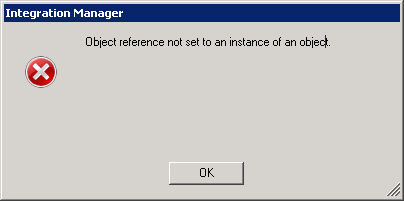 Integration Manager
Object reference not set to an instance of an object.
OK